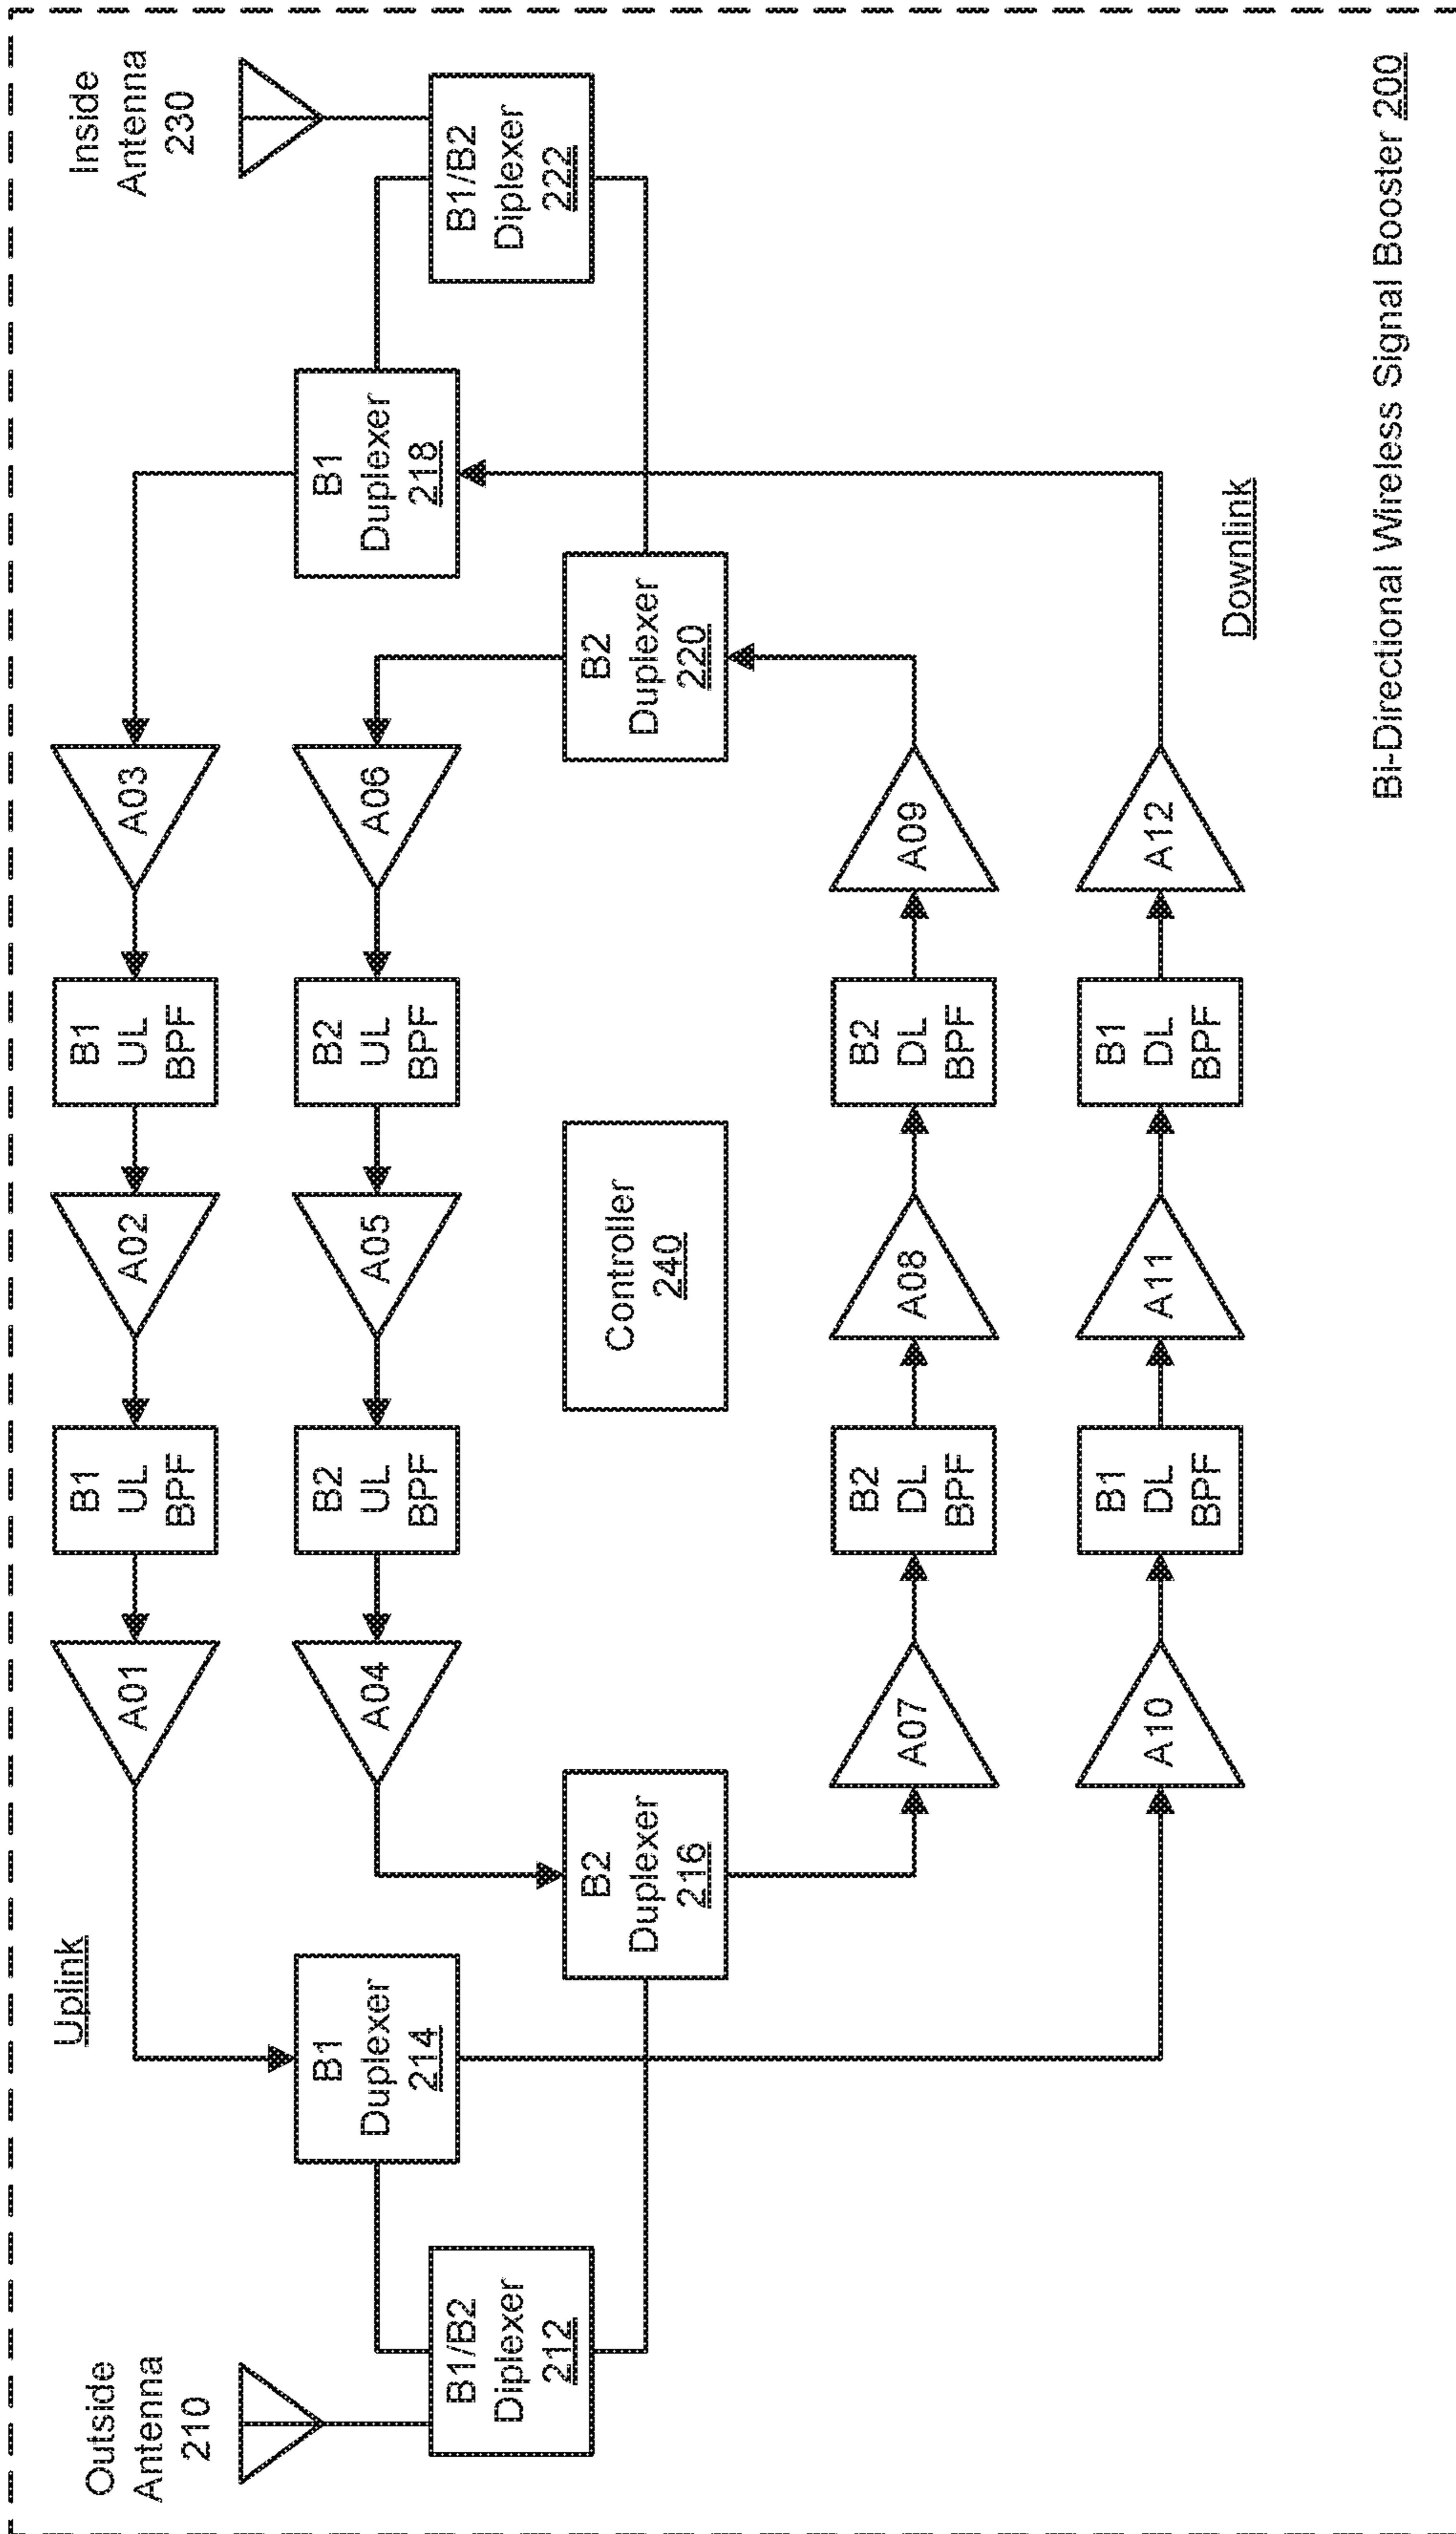 Uplink
A01
B1
UL
BPF
A02
B1
UL
BPF
A03
Outside
Antenna
210
Inside
Antenna
230
B1
Duplexer
214
A04
B2
UL
BPF
A05
B2
UL
BPF
A06
B1
Duplexer
218
B1/B2
Diplexer
212
B1/B2
Diplexer
222
B2
Duplexer
216
Controller
240
B2
Duplexer
220
A07
B2
DL
BPF
A08
B2
DL
BPF
A09
A10
B1
DL
BPF
A11
B1
DL
BPF
A12
Downlink
Bi-Directional Wireless Signal Booster 200